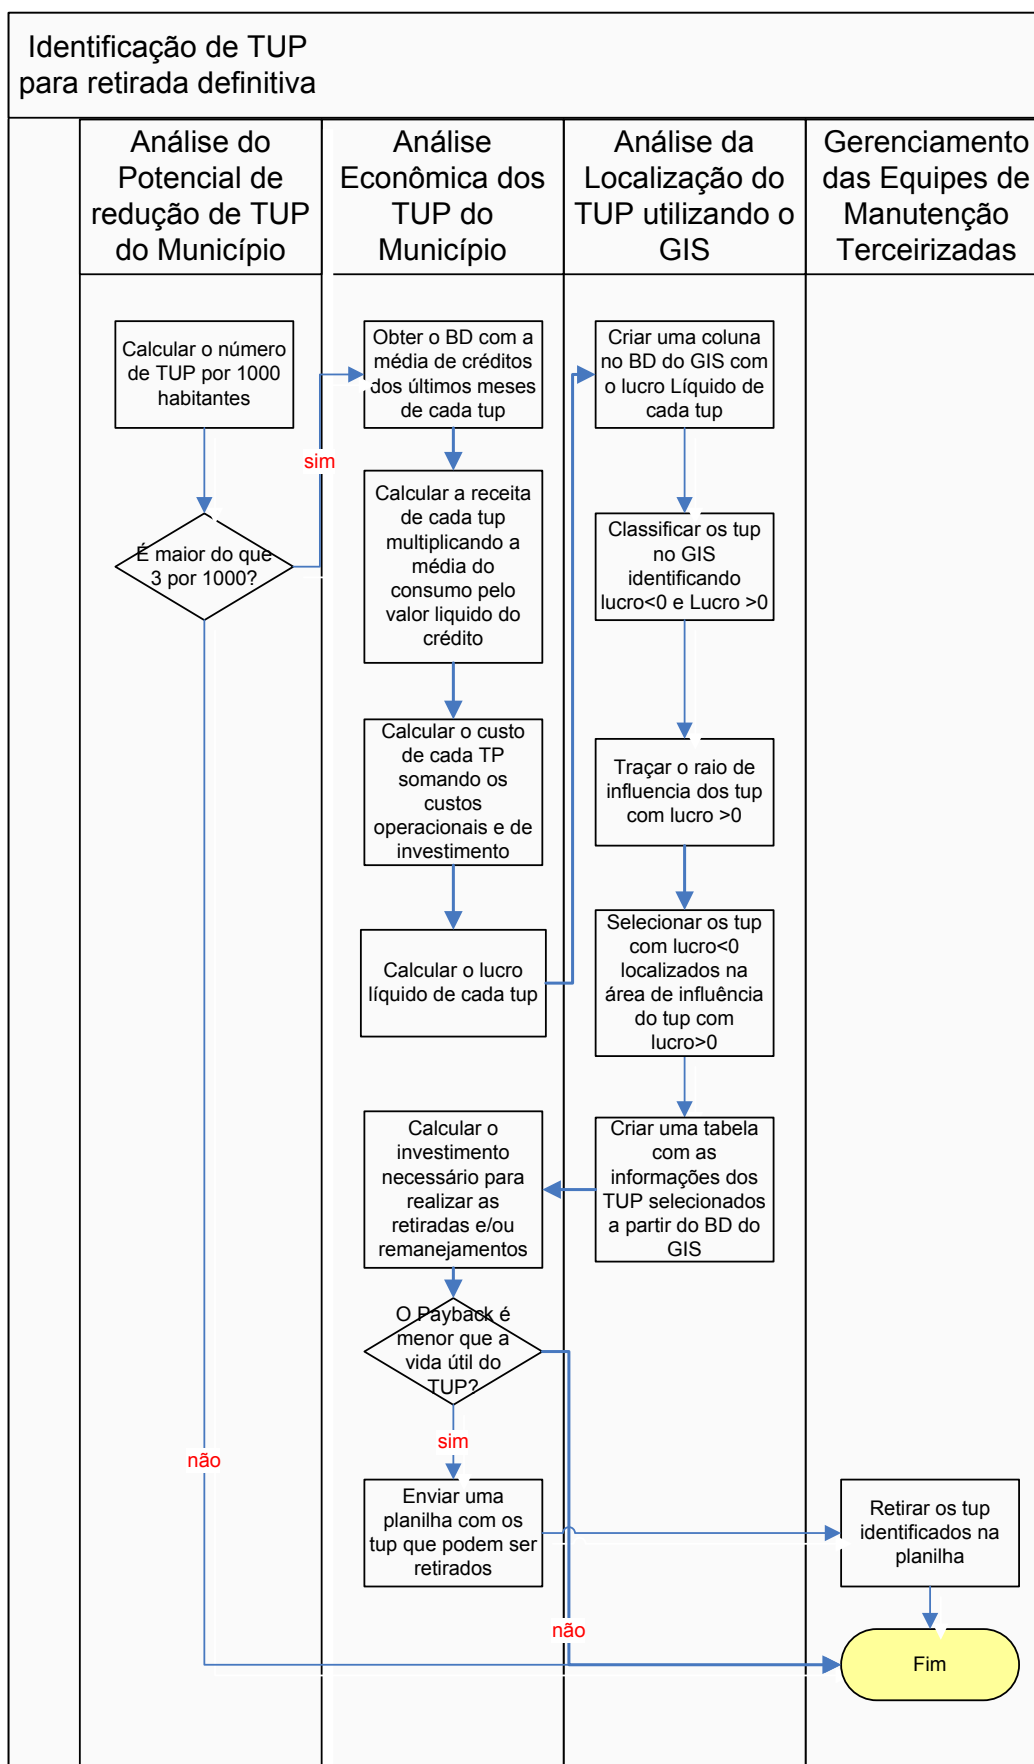 Identificação de TUP
para retirada definitiva
Análise do
Potencial de
redução de TUP
do Município
Análise
Econômica dos
TUP do
Município
Análise da
Localização do
TUP utilizando o
GIS
Gerenciamento
das Equipes de
Manutenção
Terceirizadas
Calcular o número
de TUP por 1000
habitantes
É maior do que
3 por 1000?
sim
não
Obter o BD com a
média de créditos
dos últimos meses
de cada tup
Calcular a receita
de cada tup
multiplicando a
média do
consumo pelo
valor liquido do
crédito
Calcular o custo
de cada TP
somando os
custos
operacionais e de
investimento
Calcular o lucro
líquido de cada tup
Criar uma coluna
no BD do GIS com
o lucro Líquido de
cada tup
Classificar os tup
no GIS
identificando
lucro<0 e Lucro >0
Traçar o raio de
influencia dos tup
com lucro >0
Selecionar os tup
com lucro<0
localizados na
área de influência
do tup com
lucro>0
Criar uma tabela
com as
informações dos
TUP selecionados
a partir do BD do
GIS
Calcular o
investimento
necessário para
realizar as
retiradas e/ou
remanejamentos
O Payback é
menor que a
vida útil do
TUP?
sim
não
Enviar uma
planilha com os
tup que podem ser
retirados
Retirar os tup
identificados na
planilha
Fim